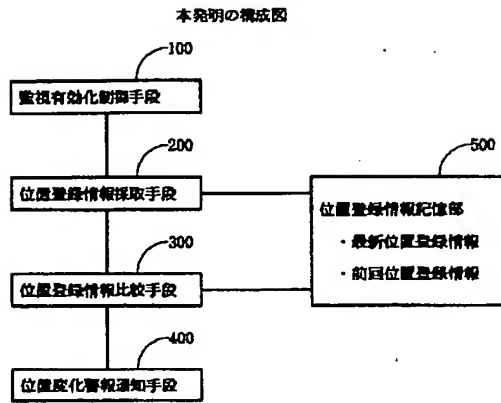 本発明の構成図
100
監視有効化制御手段
200
位置登録情報採取手段
300
位置登録情報比較手段
400
位置変化警報通知手段
500
位置登録情報記憶部
・最新位置登録情報
・前回位置登録情報